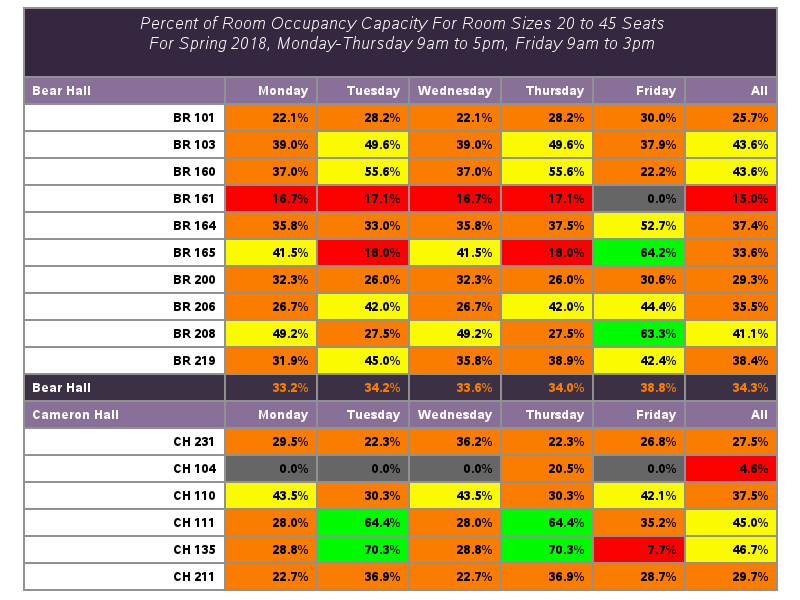 Percent of Room Occupancy Capacity For Room Sizes 20 to 45 Seats
For Spring 2018, Monday-Thursday 9am to 5pm, Friday 9am to 3pm
Bear Hall Monday Tuesday Wednesday Thursday Friday All
BR 101 22.1% 28.2% 22.1% 28.2% 30.0% 25.7%
BR 103 39.0% 49.6% 39.0% 49.6% 37.9% 43.6%
BR 160 37.0% 55.6% 37.0% 55.6% 22.2% 43.6%
BR 161 16.7% 17.1% 16.7% 17.1% 0.0% 15.0%
BR 164 35.8% 33.0% 35.8% 37.5% 52.7% 37.4%
BR 165 41.5% 18.0% 41.5% 18.0% 64.2% 33.6%
BR 200 32.3% 26.0% 32.3% 26.0% 30.6% 29.3%
BR 206 26.7% 42.0% 26.7% 42.0% 44.4% 35.5%
BR 208 49.2% 27.5% 49.2% 27.5% 63.3% 41.1%
BR 219 31.9% 45.0% 35.8% 38.9% 42.4% 38.4%
Bear Hall 33.2% 34.2% 33.6% 34.0% 38.8% 34.3%
Cameron Hall Monday Tuesday Wednesday Thursday Friday All
CH 231 29.5% 22.3% 36.2% 22.3% 26.8% 27.5%
CH 104 0.0% 0.0% 0.0% 20.5% 0.0% 4.6%
CH 110 43.5% 30.3% 43.5% 30.3% 42.1% 37.5%
CH 111 28.0% 64.4% 28.0% 64.4% 35.2% 45.0%
CH 135 28.8% 70.3% 28.8% 70.3% 7.7% 46.7%
CH 211 22.7% 36.9% 22.7% 36.9% 28.7% 29.7%